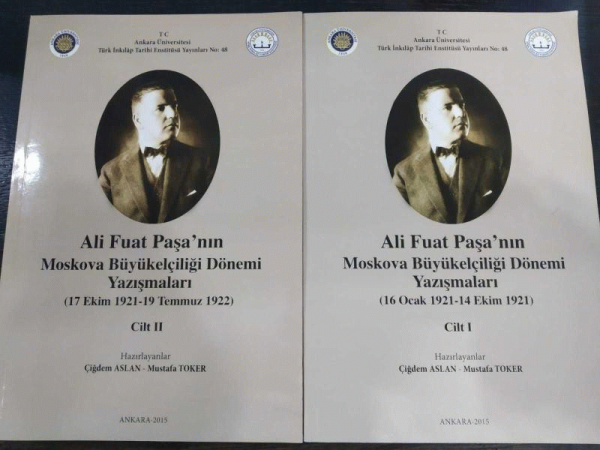 T C
Ankara Üniversitesi
Türk İnkılâp Tarihi Enstitüsü Yayınları No: 48
Ali Fuat Paşa'nın
Moskova Büyükelçiliği Dönemi
Yazışmaları
(17 Ekim 1921-19 Temmuz 1922)
Cilt II
Hazırlayanlar
Çiğdem ASLAN - Mustafa TOKER
ANKARA-2015
T C
Ankara Üniversitesi
Türk İnkılâp Tarihi Enstitüsü Yayınları No: 48
Ali Fuat Paşa'nın
Moskova Büyükelçiliği Dönemi
Yazışmaları
(16 Ocak 1921-14 Ekim 1921)
Cilt I
Hazırlayanlar
Çiğdem ASLAN - Mustafa TOKER
ANKARA-2015